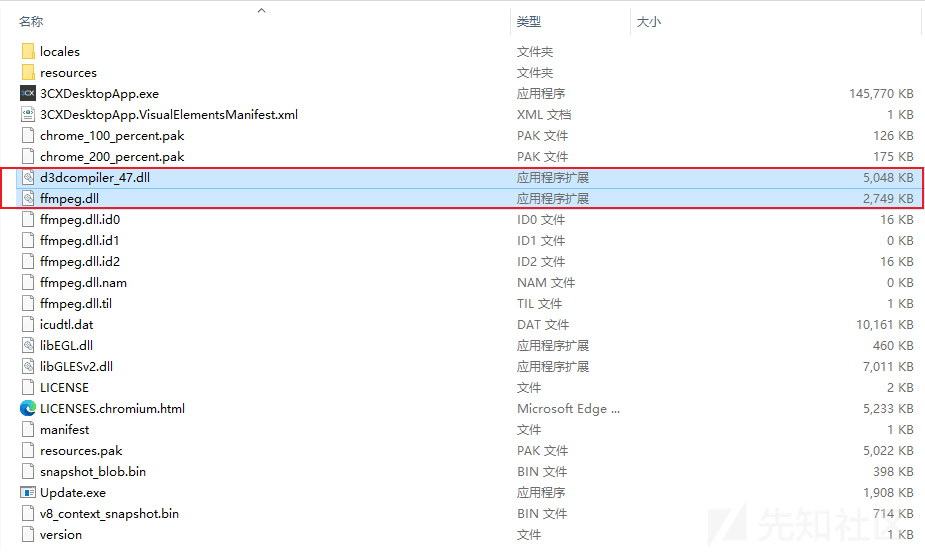 名称 类型 大小
locales 文件夹
resources 文件夹
3CXDesktopApp.exe 应用程序 145,770 KB
3CXDesktopApp.VisualElementsManifest.xml XML 文档 1 KB
chrome_100_percent.pak PAK 文件 126 KB
chrome_200_percent.pak PAK 文件 175 KB
d3dcompiler_47.dll 应用程序扩展 5,048 KB
ffmpeg.dll 应用程序扩展 2,749 KB
ffmpeg.dll.id0 ID0 文件 16 KB
ffmpeg.dll.id1 ID1 文件 0 KB
ffmpeg.dll.id2 ID2 文件 16 KB
ffmpeg.dll.nam NAM 文件 0 KB
ffmpeg.dll.til TIL 文件 1 KB
icudtl.dat DAT 文件 10,161 KB
libEGL.dll 应用程序扩展 460 KB
libGLESv2.dll 应用程序扩展 7,011 KB
LICENSE 文件 2 KB
LICENSES.chromium.html Microsoft Edge ... 5,233 KB
manifest 文件 1 KB
resources.pak PAK 文件 5,022 KB
snapshot_blob.bin BIN 文件 398 KB
Update.exe 应用程序 1,908 KB
v8_context_snapshot.bin BIN 文件 714 KB
version 文件 1 KB
先知社区